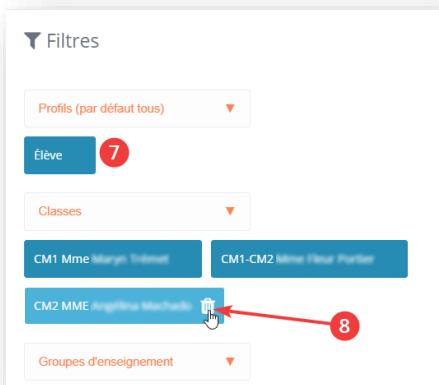 Filtres
Profils (par défaut tous)
Élève
7
Classes
CM1 Mme
CM1-CM2
CM2 MME
8
Groupes d'enseignement